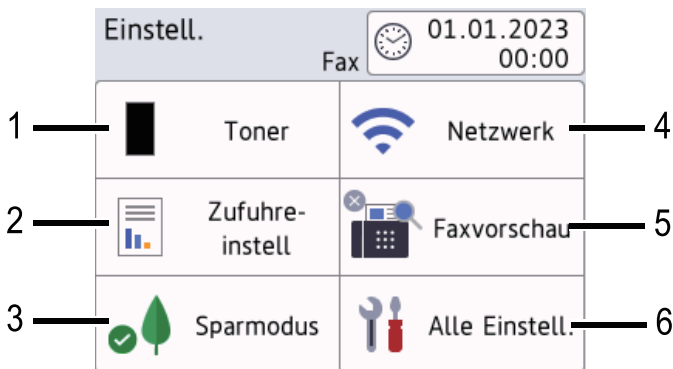 Einstell.
Fax
01.01.2023
00:00
1
Toner
Netzwerk
4
2
Zufuhre-
instell
Faxvorschau
5
3
Sparmodus
Alle Einstell.
6